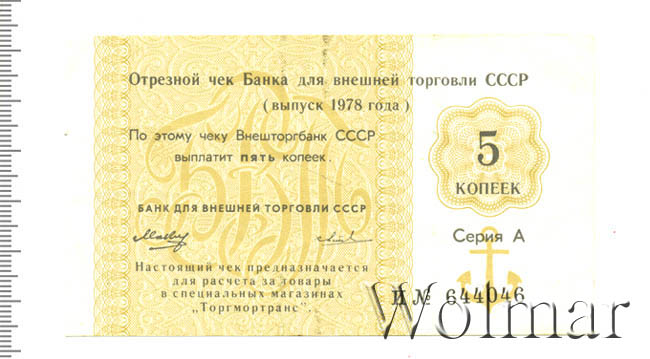 Отрезной чек Банка для внешней торговли СССР
( выпуск 1978 года )
По этому чеку Внешторгбанк СССР
выплатит пять копеек .
5
КОПЕЕК
БАНК ДЛЯ ВНЕШНЕЙ ТОРГОВЛИ СССР
Серия А
Настоящий чек предназначается
для расчета за товары
в специальных магазинах
„Торгмортранс".
И № 644046
Wolmar